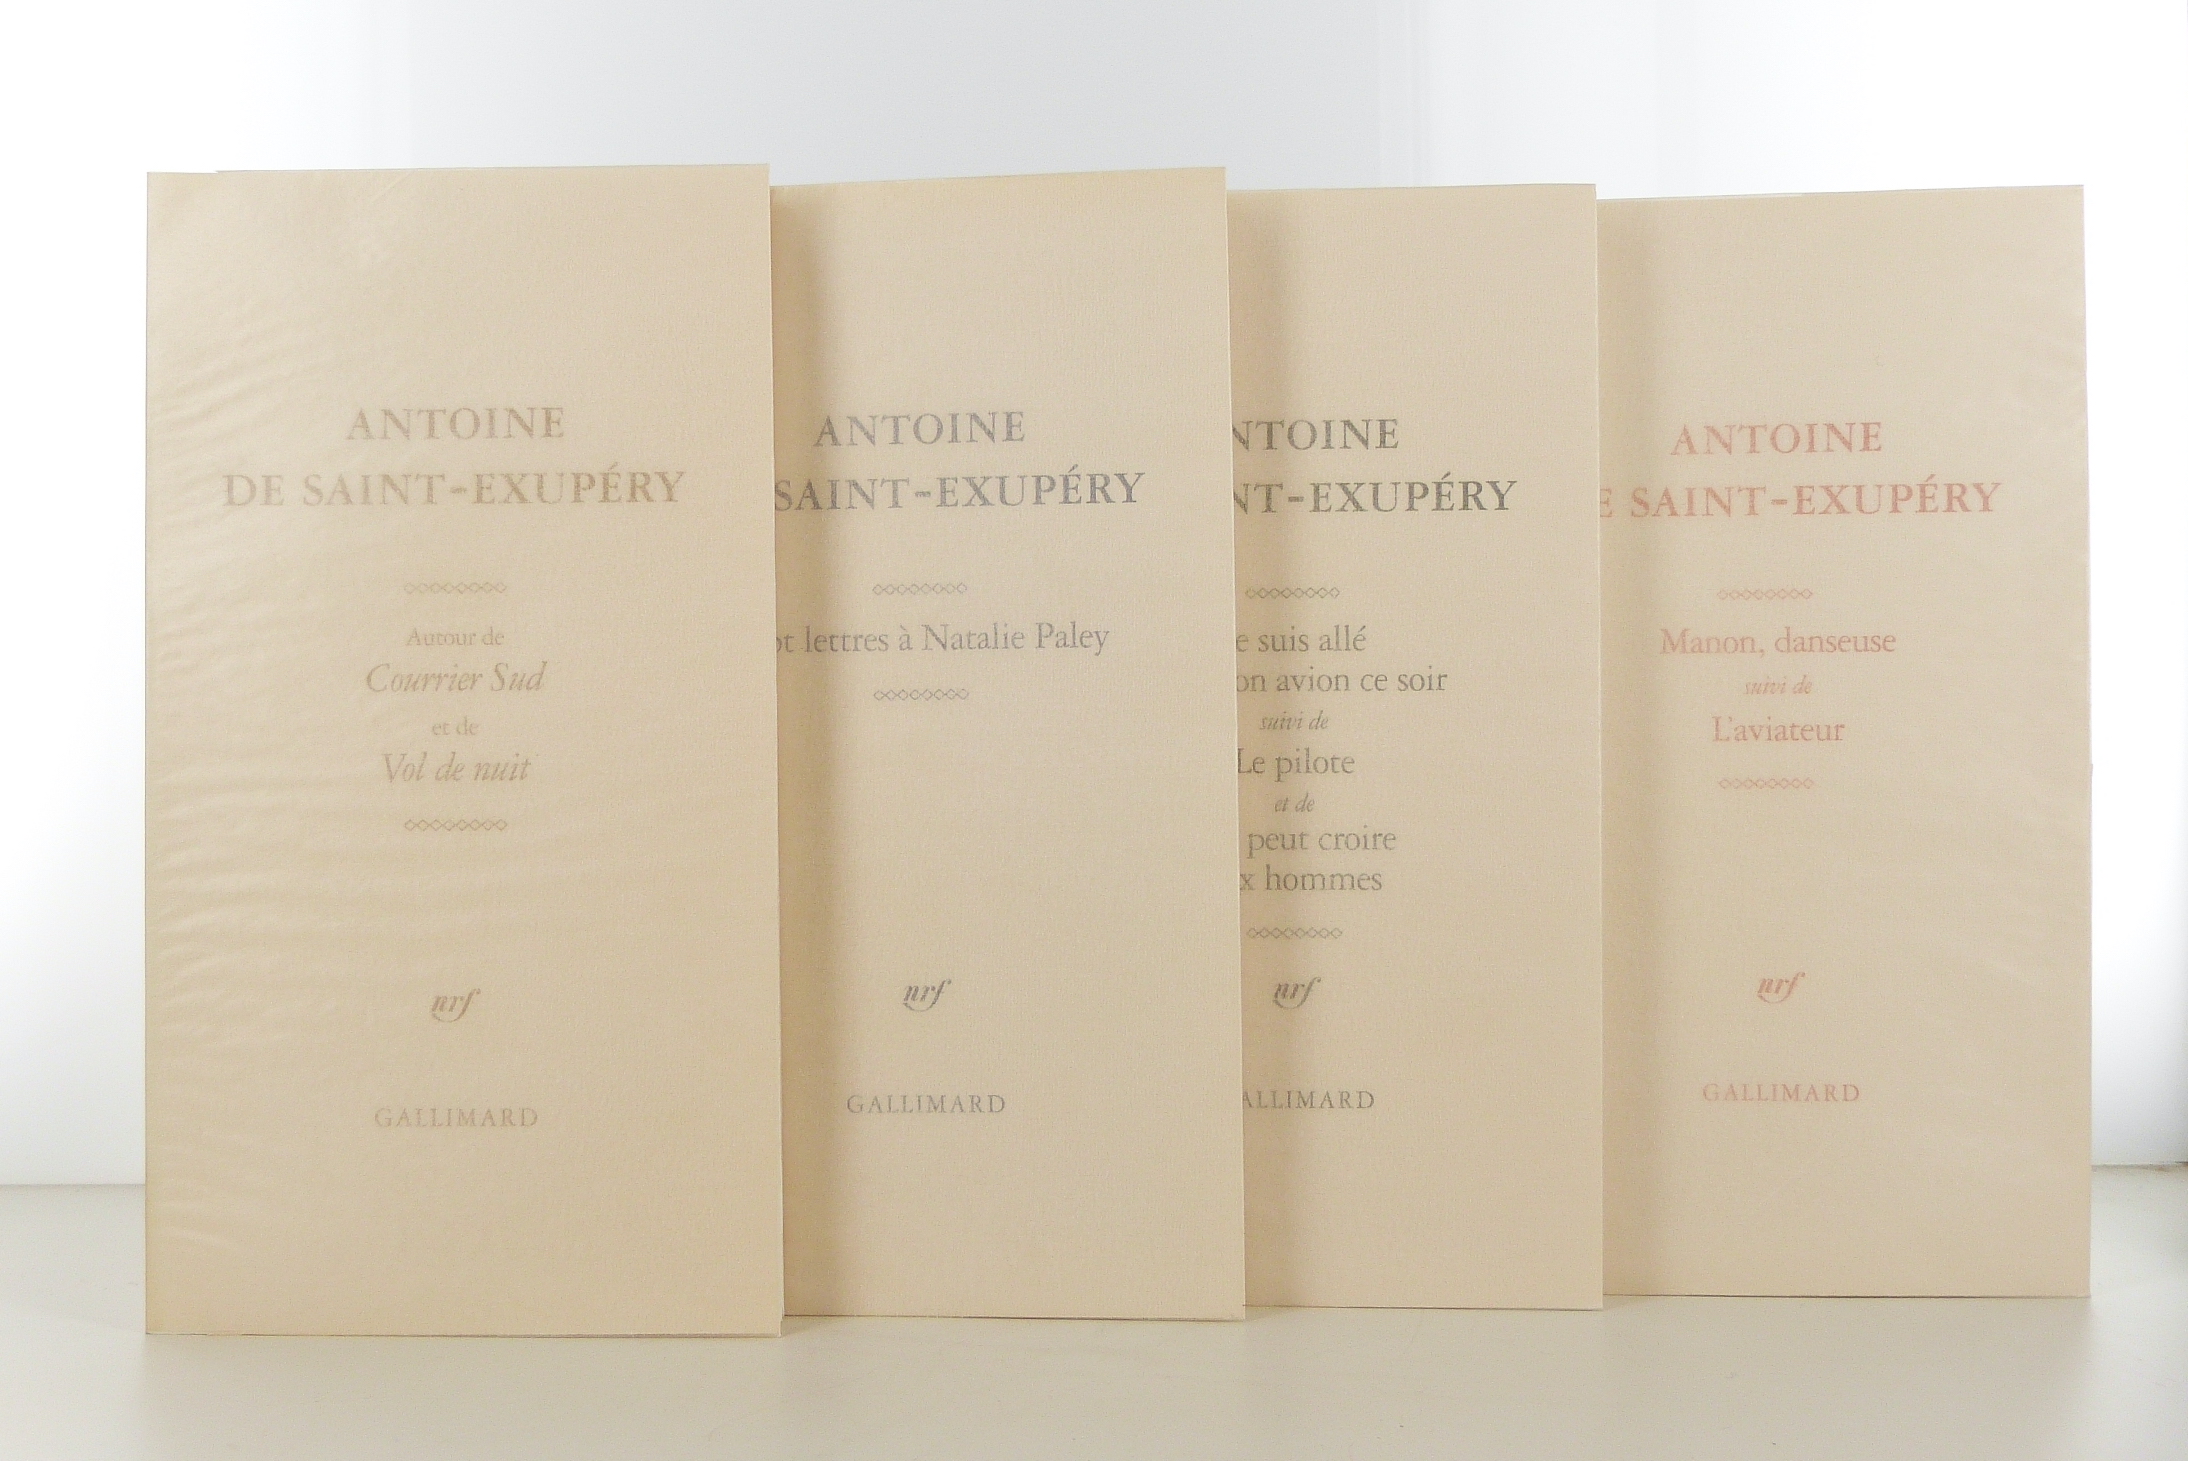 ANTOINE
DE SAINT-EXUPÉRY
Autour de
Courrier Sud
et de
Vol de nuit
nrf
GALLIMARD
ANTOINE
SAINT-EXUPÉRY
pt lettres à Natalie Paley
nrf
GALLIMARD
NTOINE
NT-EXUPÉRY
e suis allé
on avion ce soir
suivi de
Le pilote
et de
peut croire
x hommes
nrf
ALLIMARD
ANTOINE
E SAINT-EXUPÉRY
Manon, danseuse
suivi de
L'aviateur
nrf
GALLIMARD